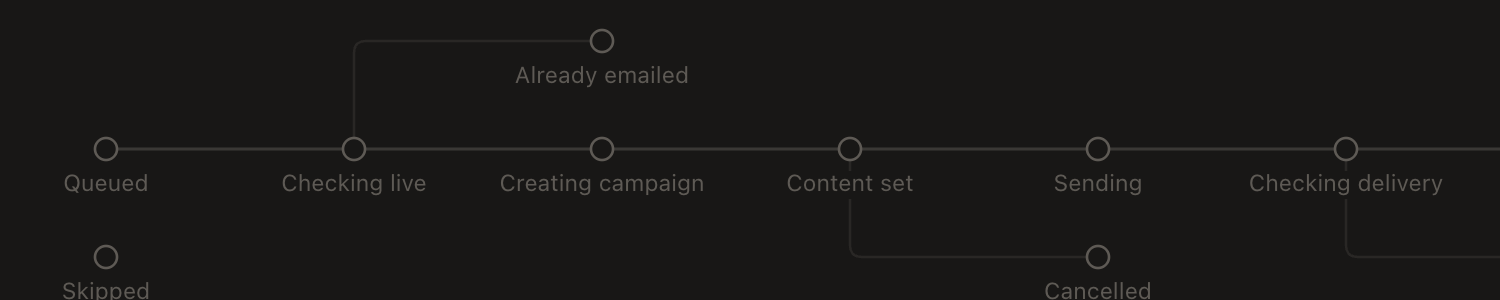 Already emailed
Queued
Checking live
Creating campaign
Content set
Sending
Checking delivery
Skipped
Cancelled